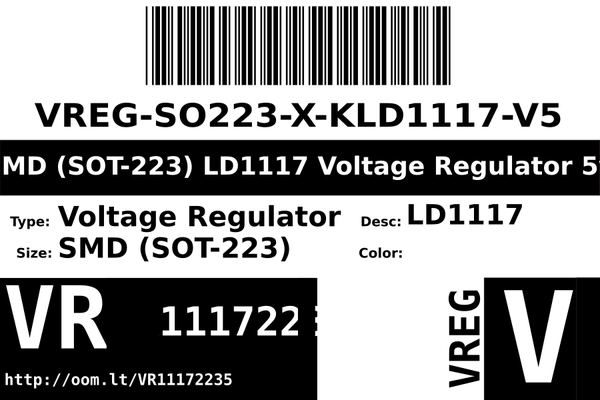 VREG-SO223-X-KLD1117-V5
MD (SOT-223) LD1117 Voltage Regulator 5
Type: Voltage Regulator Desc: LD1117
Size: SMD (SOT-223) Color:
VR 111722
http://oom.lt/VR11172235
VREG
V